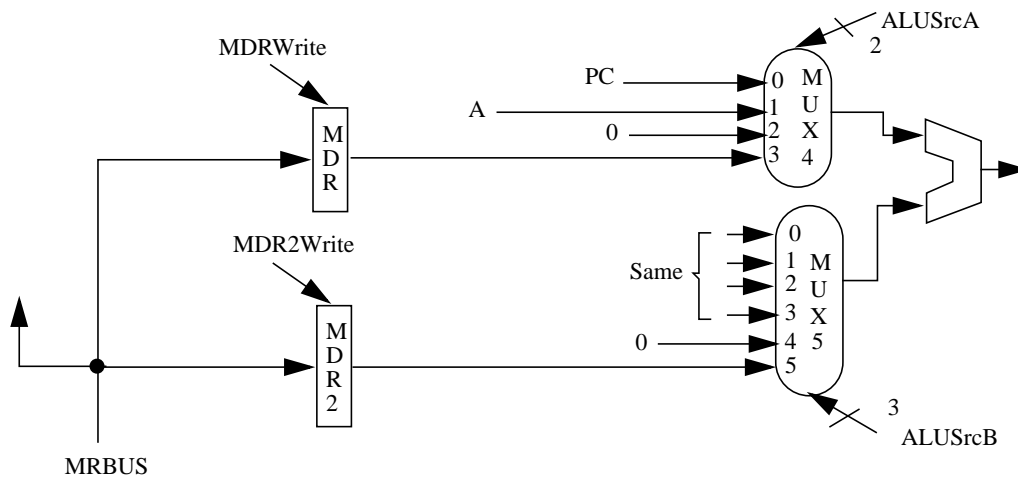 ALUSrcA
2
MDRWrite
PC
0
M
U
X
4
A
1
0
2
3
M
D
R
MDR2Write
Same
0
1
2
3
M
U
X
5
0
4
5
M
D
R
2
3
ALUSrcB
MRBUS